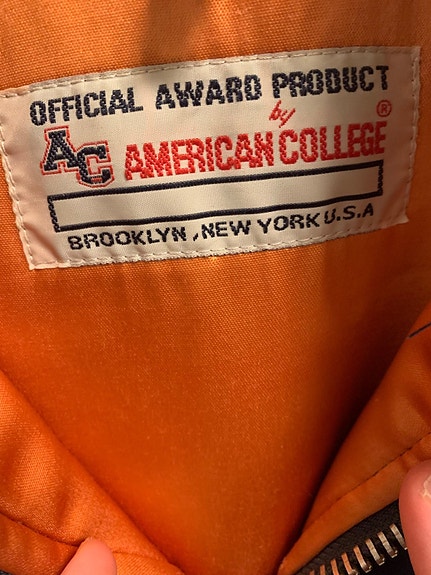 OFFICIAL AWARD PRODUCT
by
AC AMERICAN COLLEGE ®
BROOKLYN, NEW YORK U.S.A